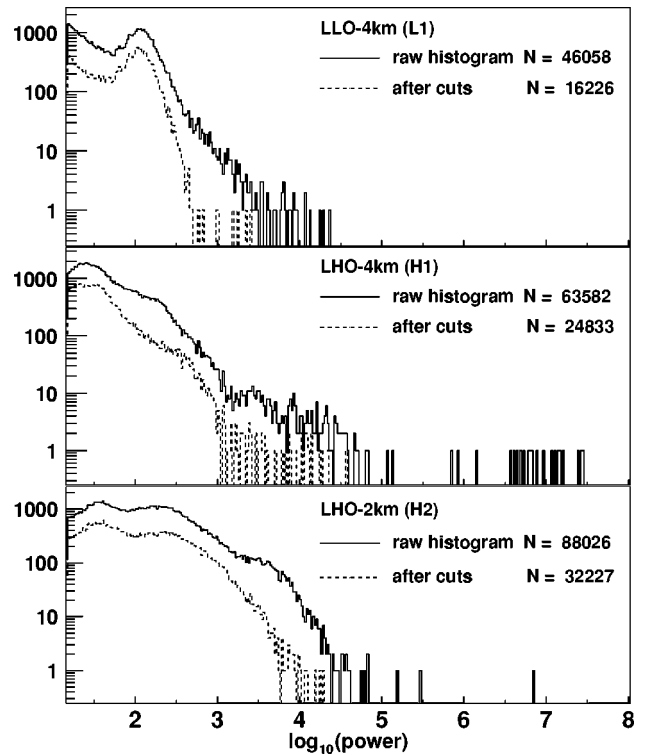 LLO-4km (L1)
1000
raw histogram N = 46058
100
after cuts N = 16226
10
1
LHO-4km (H1)
1000
raw histogram N = 63582
100
after cuts N = 24833
10
1
LHO-2km (H2)
1000
raw histogram N = 88026
100
after cuts N = 32227
10
1
2 3 4 5 6 7 8
log10(power)